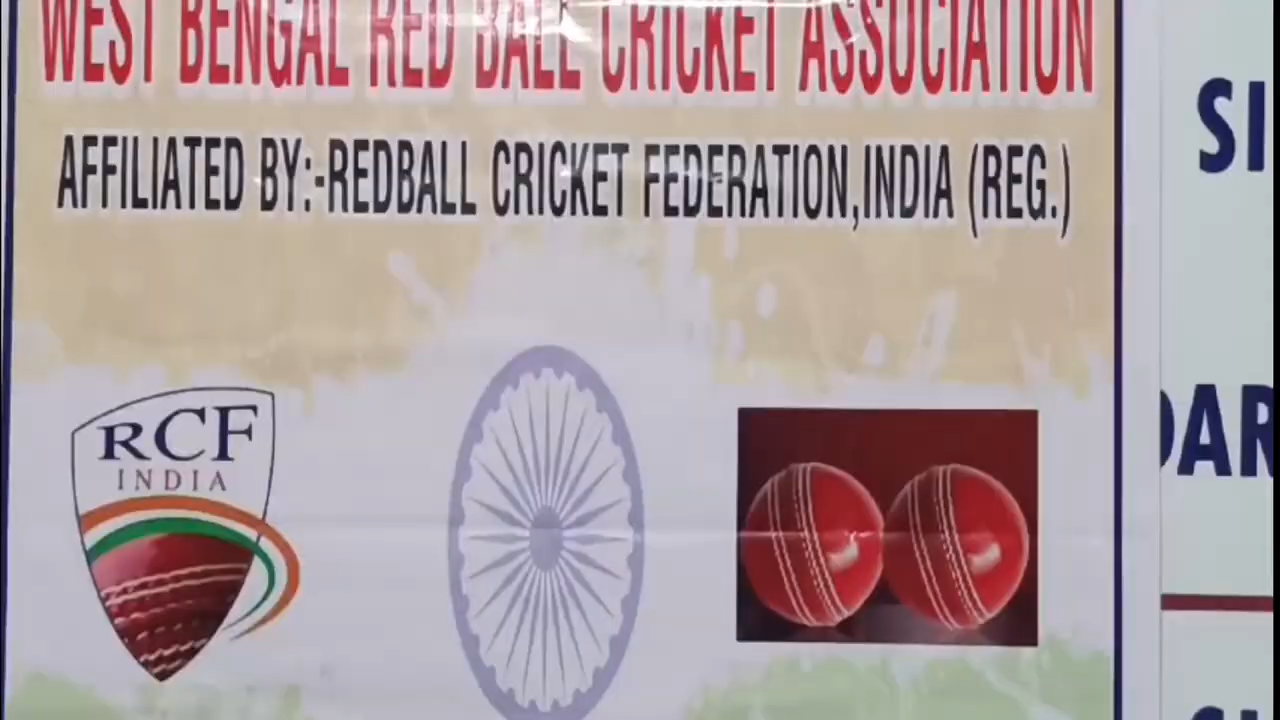 WEST BENGAL RED BALL CRICKET ASSOCIATION
AFFILIATED BY:-REDBALL CRICKET FEDERATION,INDIA (REG.)
RCF
INDIA